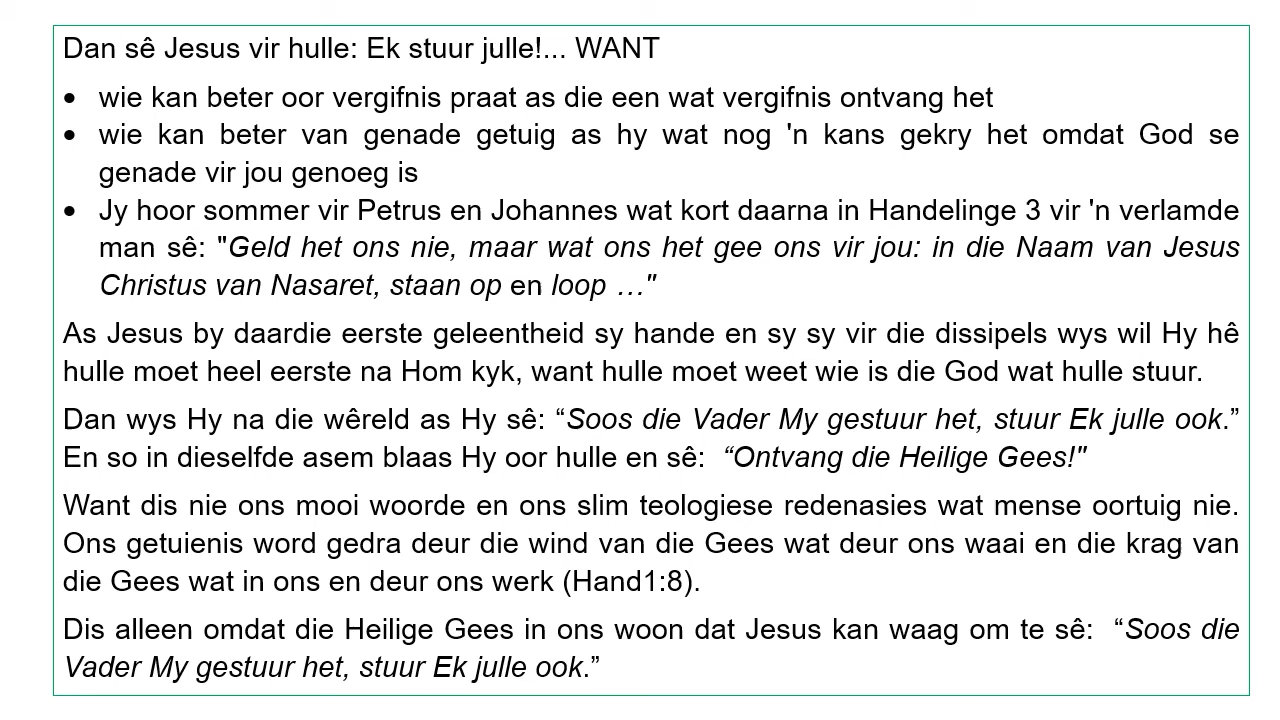 Dan sê Jesus vir hulle: Ek stuur julle!... WANT
• wie kan beter oor vergifnis praat as die een wat vergifnis ontvang het
• wie kan beter van genade getuig as hy wat nog 'n kans gekry het omdat God se
genade vir jou genoeg is
• Jy hoor sommer vir Petrus en Johannes wat kort daarna in Handelinge 3 vir 'n verlamde
man sê: "Geld het ons nie, maar wat ons het gee ons vir jou: in die Naam van Jesus
Christus van Nasaret, staan op en loop …"
As Jesus by daardie eerste geleentheid sy hande en sy sy vir die dissipels wys wil Hy hê
hulle moet heel eerste na Hom kyk, want hulle moet weet wie is die God wat hulle stuur.
Dan wys Hy na die wêreld as Hy sê: “Soos die Vader My gestuur het, stuur Ek julle ook.”
En so in dieselfde asem blaas Hy oor hulle en sê:  “Ontvang die Heilige Gees!"
Want dis nie ons mooi woorde en ons slim teologiese redenasies wat mense oortuig nie.
Ons getuienis word gedra deur die wind van die Gees wat deur ons waai en die krag van
die Gees wat in ons en deur ons werk (Hand1:8).
Dis alleen omdat die Heilige Gees in ons woon dat Jesus kan waag om te sê:  “Soos die
Vader My gestuur het, stuur Ek julle ook.”